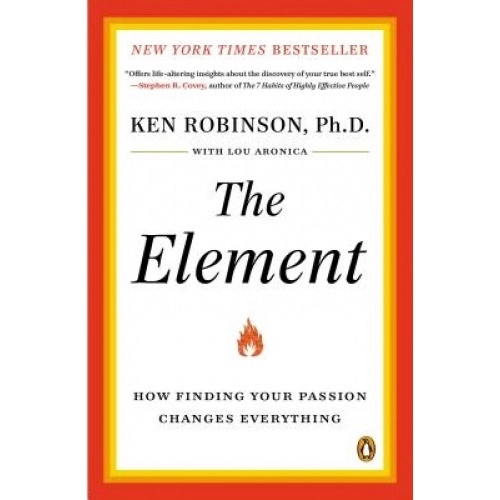 NEW YORK TIMES BESTSELLER
"Offers life-altering insights about the discovery of your true best self."
—Stephen R. Covey, author of The 7 Habits of Highly Effective People
KEN ROBINSON, Ph.D.
WITH LOU ARONICA
The
Element
HOW FINDING YOUR PASSION
CHANGES EVERYTHING